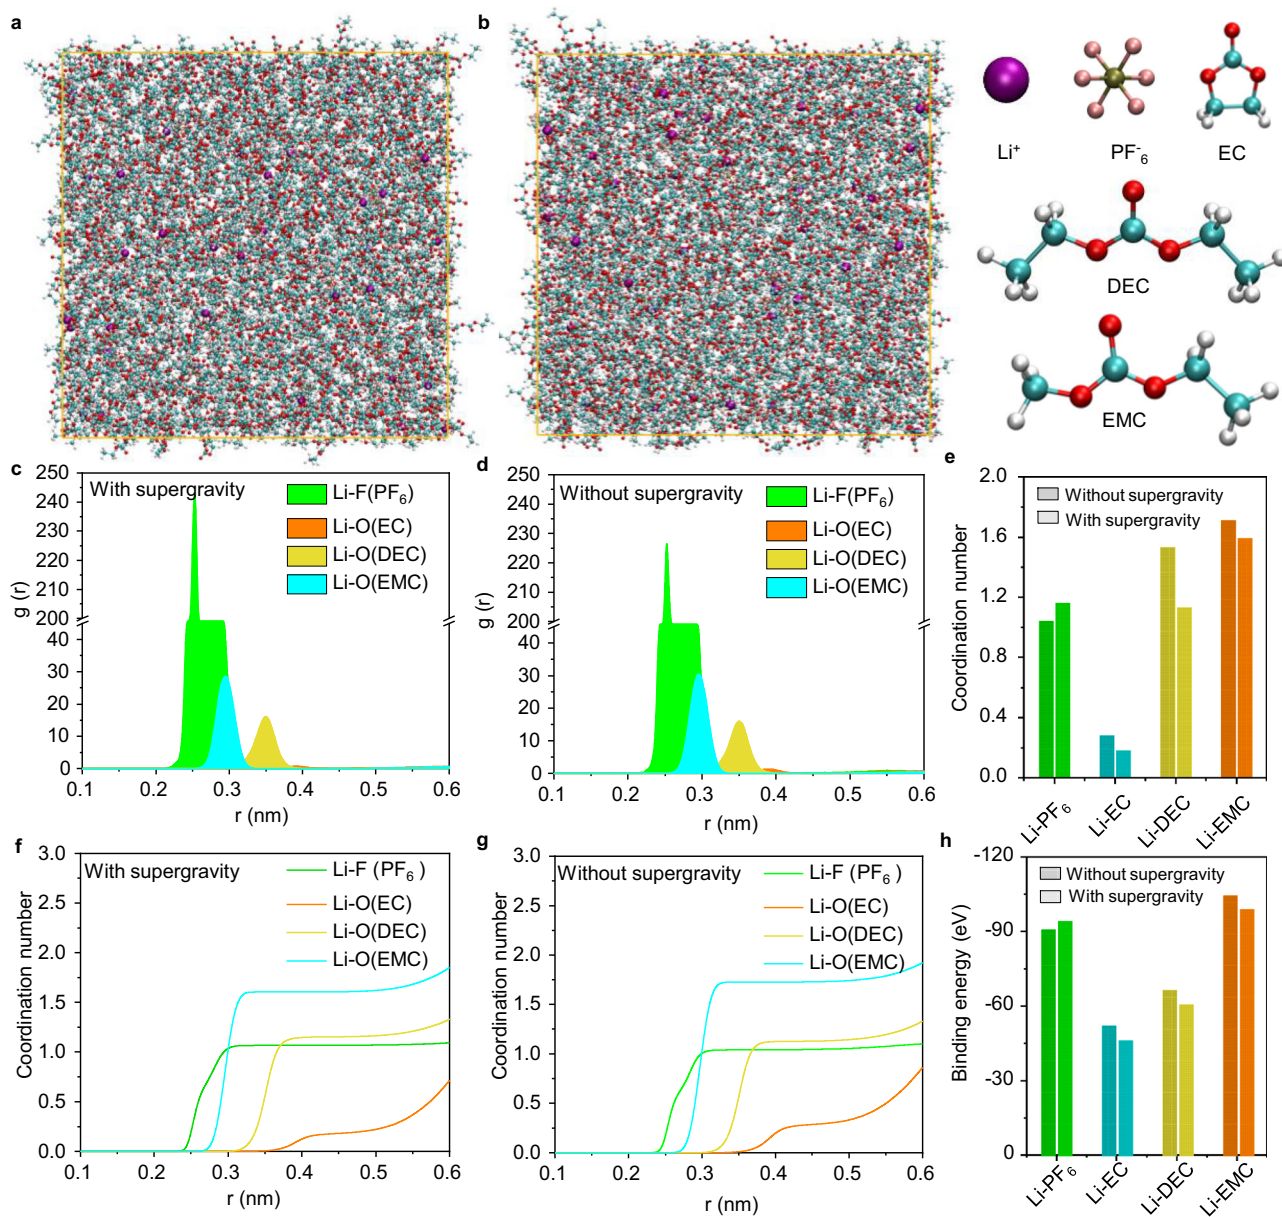 a
b
Li⁺
PF⁻₆
EC
DEC
EMC
c
With supergravity
Li-F(PF₆)
Li-O(EC)
Li-O(DEC)
Li-O(EMC)
250
240
230
220
210
200
40
30
20
10
0
g (r)
0.1 0.2 0.3 0.4 0.5 0.6
r (nm)
d
Without supergravity
Li-F(PF₆)
Li-O(EC)
Li-O(DEC)
Li-O(EMC)
250
240
230
220
210
200
40
30
20
10
0
g (r)
0.1 0.2 0.3 0.4 0.5 0.6
r (nm)
e
Without supergravity
With supergravity
2.0
1.6
1.2
0.8
0.4
0.0
Coordination number
Li-PF₆ Li-EC Li-DEC Li-EMC
f
With supergravity
Li-F (PF₆)
Li-O(EC)
Li-O(DEC)
Li-O(EMC)
3.0
2.5
2.0
1.5
1.0
0.5
0.0
Coordination number
0.1 0.2 0.3 0.4 0.5 0.6
r (nm)
g
Without supergravity
Li-F (PF₆)
Li-O(EC)
Li-O(DEC)
Li-O(EMC)
3.0
2.5
2.0
1.5
1.0
0.5
0.0
Coordination number
0.1 0.2 0.3 0.4 0.5 0.6
r (nm)
h
Without supergravity
With supergravity
-120
-90
-60
-30
0
Binding energy (eV)
Li-PF₆ Li-EC Li-DEC Li-EMC